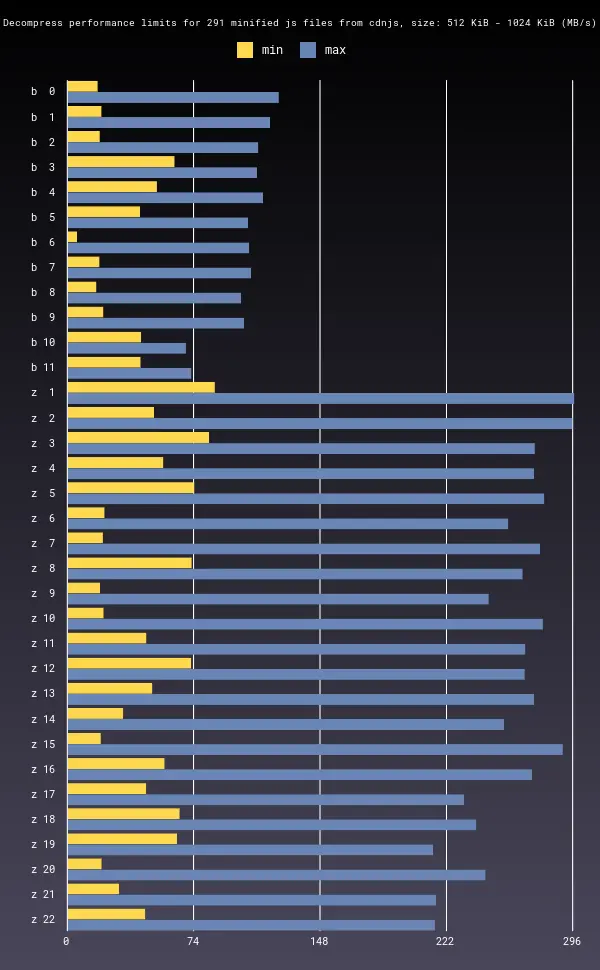 Decompress performance limits for 291 minified js files from cdnjs, size: 512 KiB - 1024 KiB (MB/s)
min max
b 0
b 1
b 2
b 3
b 4
b 5
b 6
b 7
b 8
b 9
b 10
b 11
z 1
z 2
z 3
z 4
z 5
z 6
z 7
z 8
z 9
z 10
z 11
z 12
z 13
z 14
z 15
z 16
z 17
z 18
z 19
z 20
z 21
z 22
0 74 148 222 296